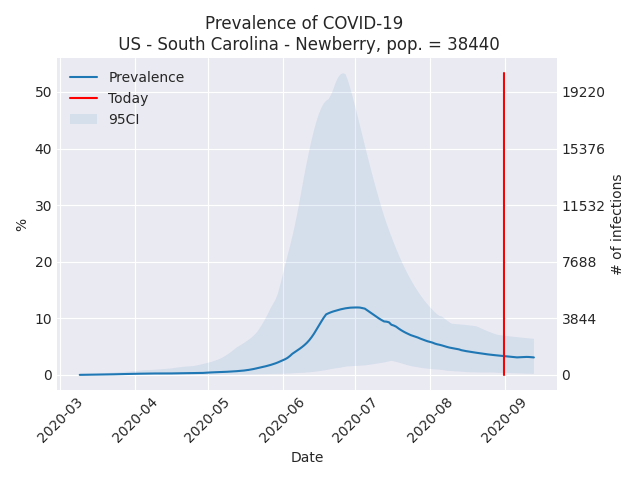 Prevalence of COVID-19
US - South Carolina - Newberry, pop. = 38440
Prevalence
Today
95CI
50
40
30
20
10
0
%
19220
15376
11532
7688
3844
0
# of infections
2020-03
2020-04
2020-05
2020-06
2020-07
2020-08
2020-09
Date